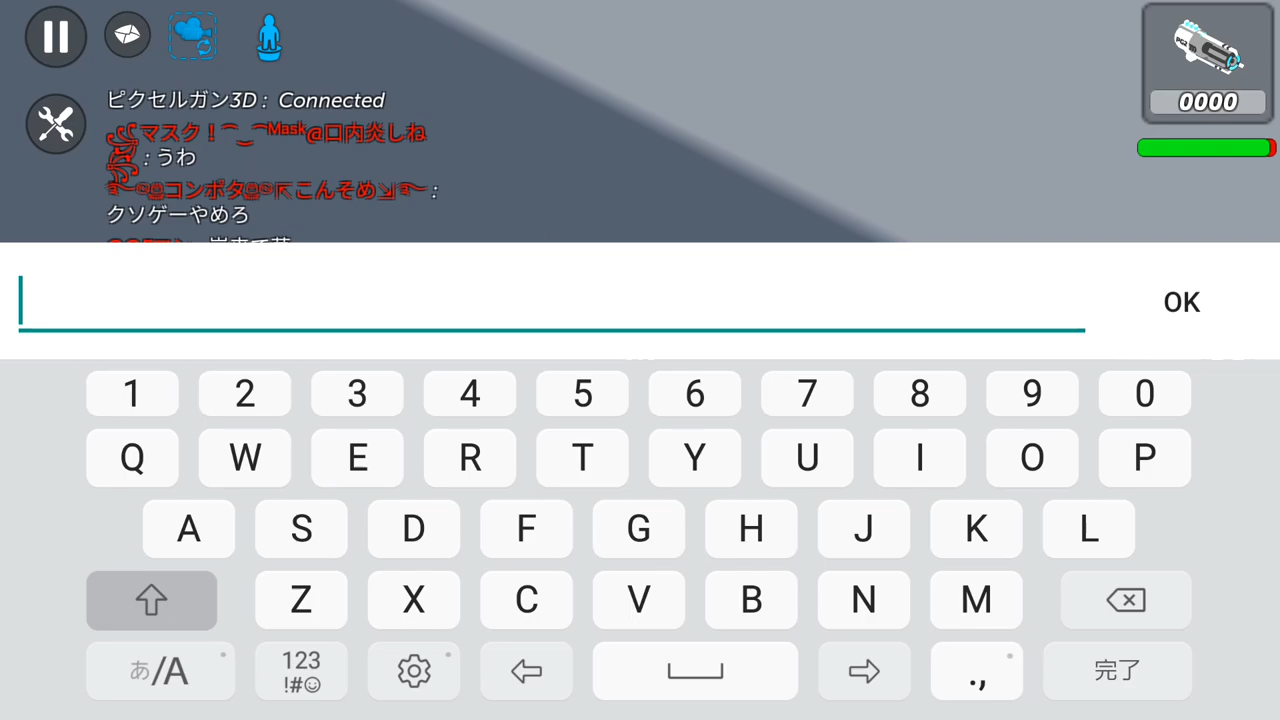 ピクセルガン3D : Connected
マスク！⁀‿⁀ᴹᵃˢᵏ@口内炎しね
: うわ
コンポタ こんそめ :
クソゲーやめろ
PG2
0000
OK
1 2 3 4 5 6 7 8 9 0
Q W E R T Y U I O P
A S D F G H J K L
Z X C V B N M
あ/A 123 !#☺ ., 完了